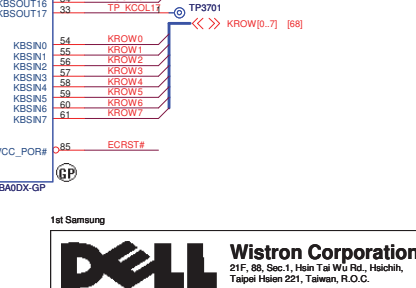 KBSOUT16
KBSOUT17 33 TP_KCOL17 TP3701
KROW[0..7] [68]
KBSIN0 54 KROW0
KBSIN1 55 KROW1
KBSIN2 56 KROW2
KBSIN3 57 KROW3
KBSIN4 58 KROW4
KBSIN5 59 KROW5
KBSIN6 60 KROW6
KBSIN7 61 KROW7
VCC_POR# 85 ECRST#
GP
BA0DX-GP
1st Samsung
DELL
Wistron Corporation
21F, 88, Sec.1, Hsin Tai Wu Rd., Hsichih,
Taipei Hsien 221, Taiwan, R.O.C.